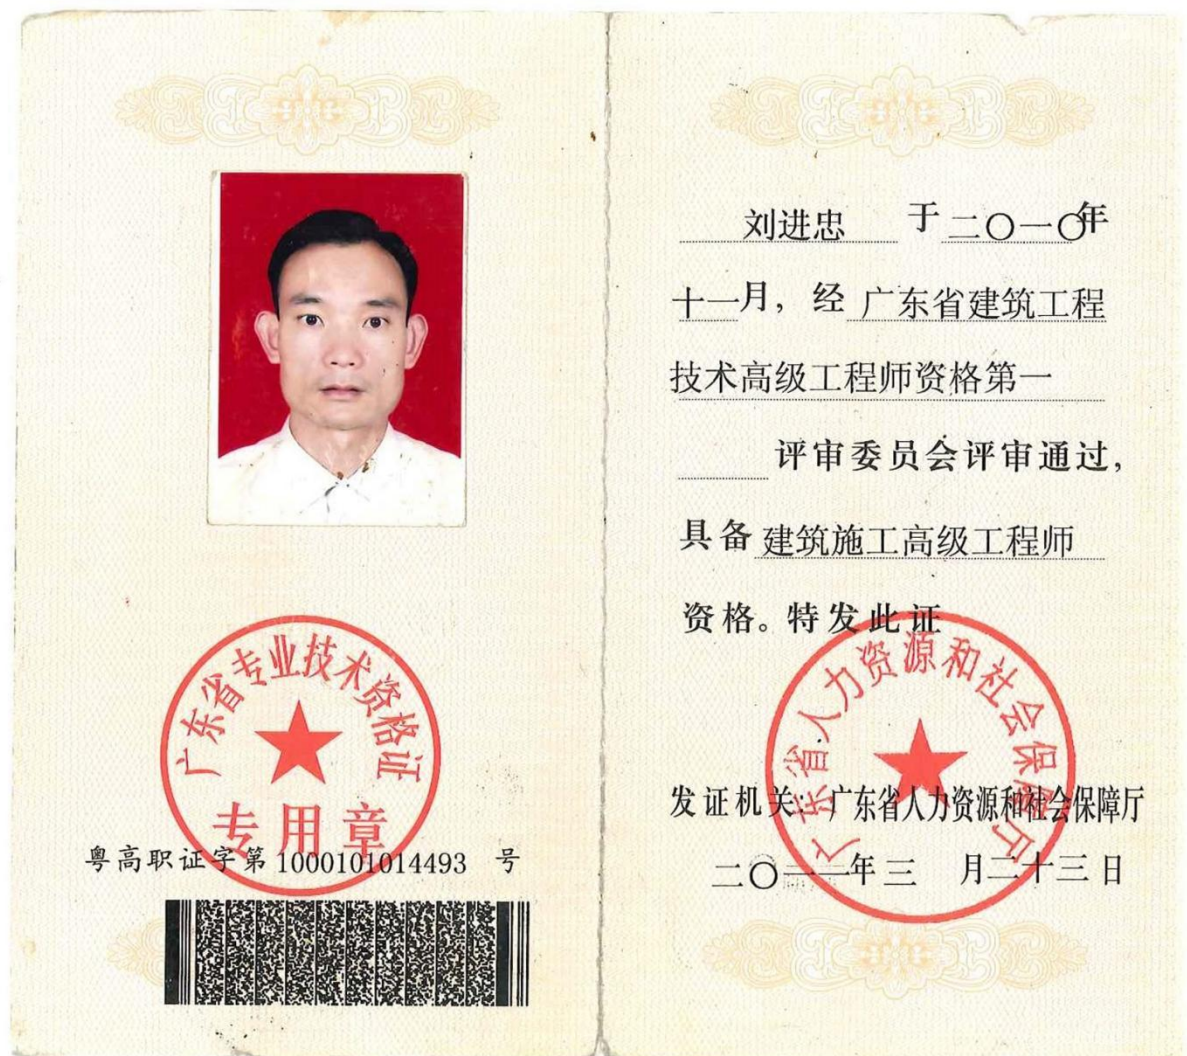 广东省专业技术资格证
专用章
粤高职证字第 1000101014493 号
刘进忠 于 二〇一〇年
十一月，经 广东省建筑工程
技术高级工程师资格第一
评审委员会评审通过，
具备 建筑施工高级工程师
资格。特发此证
广东省人力资源和社会保障厅
发证机关：广东省人力资源和社会保障厅
二〇一一年三 月二十三日